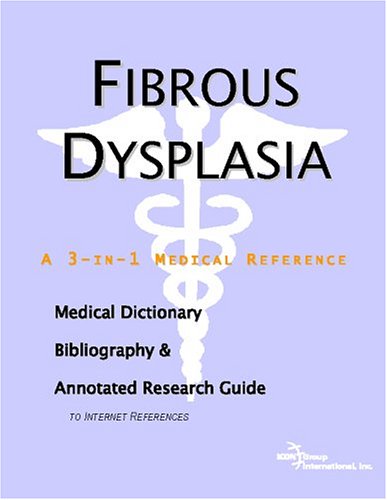 FIBROUS
DYSPLASIA
A 3-IN-1 MEDICAL REFERENCE
Medical Dictionary
Bibliography &
Annotated Research Guide
TO INTERNET REFERENCES
ICON Group
International, Inc.